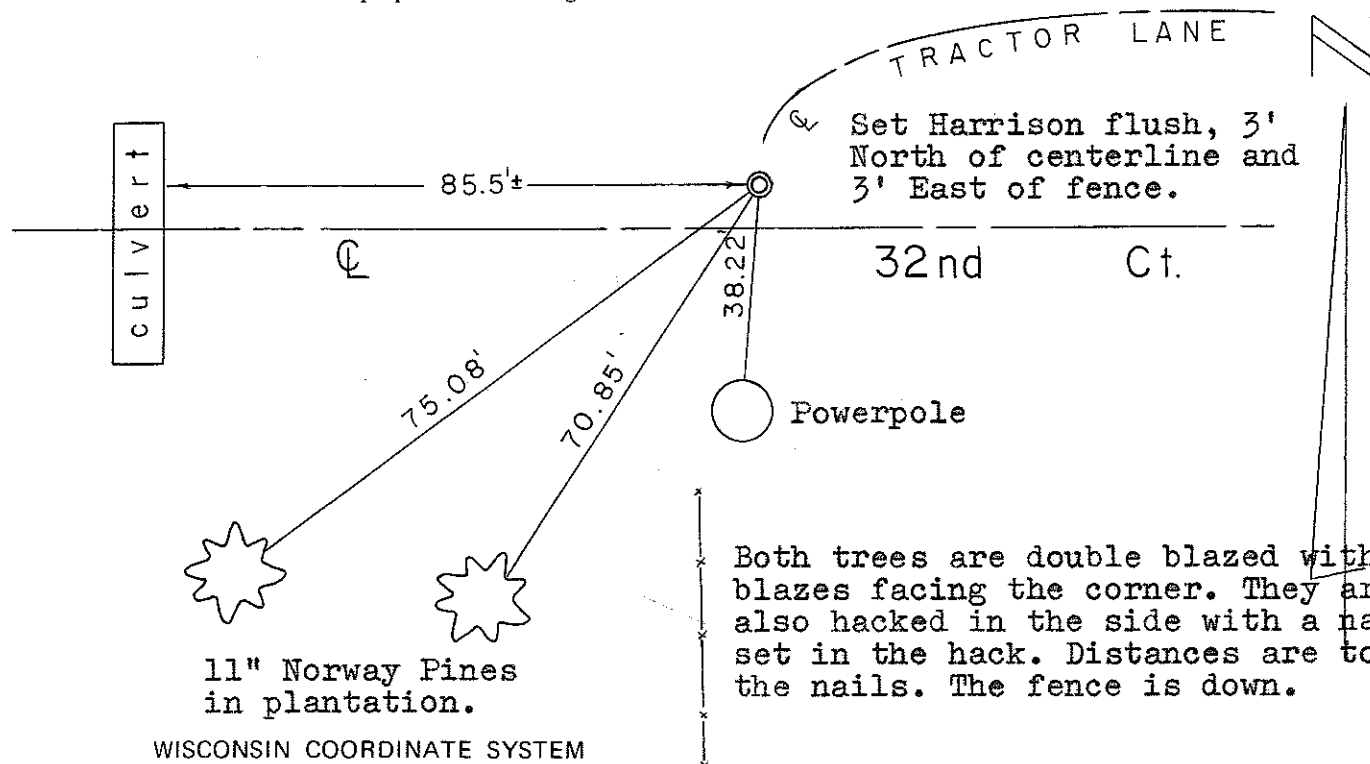 TRACTOR LANE
℄ Set Harrison flush, 3'
North of centerline and
3' East of fence.
culvert
85.5'±
℄
32nd Ct.
38.22'
75.08'
70.85'
Powerpole
Both trees are double blazed with
blazes facing the corner. They
also hacked in the side with a
set in the hack. Distances are to
the nails. The fence is down.
11" Norway Pines
in plantation.
WISCONSIN COORDINATE SYSTEM